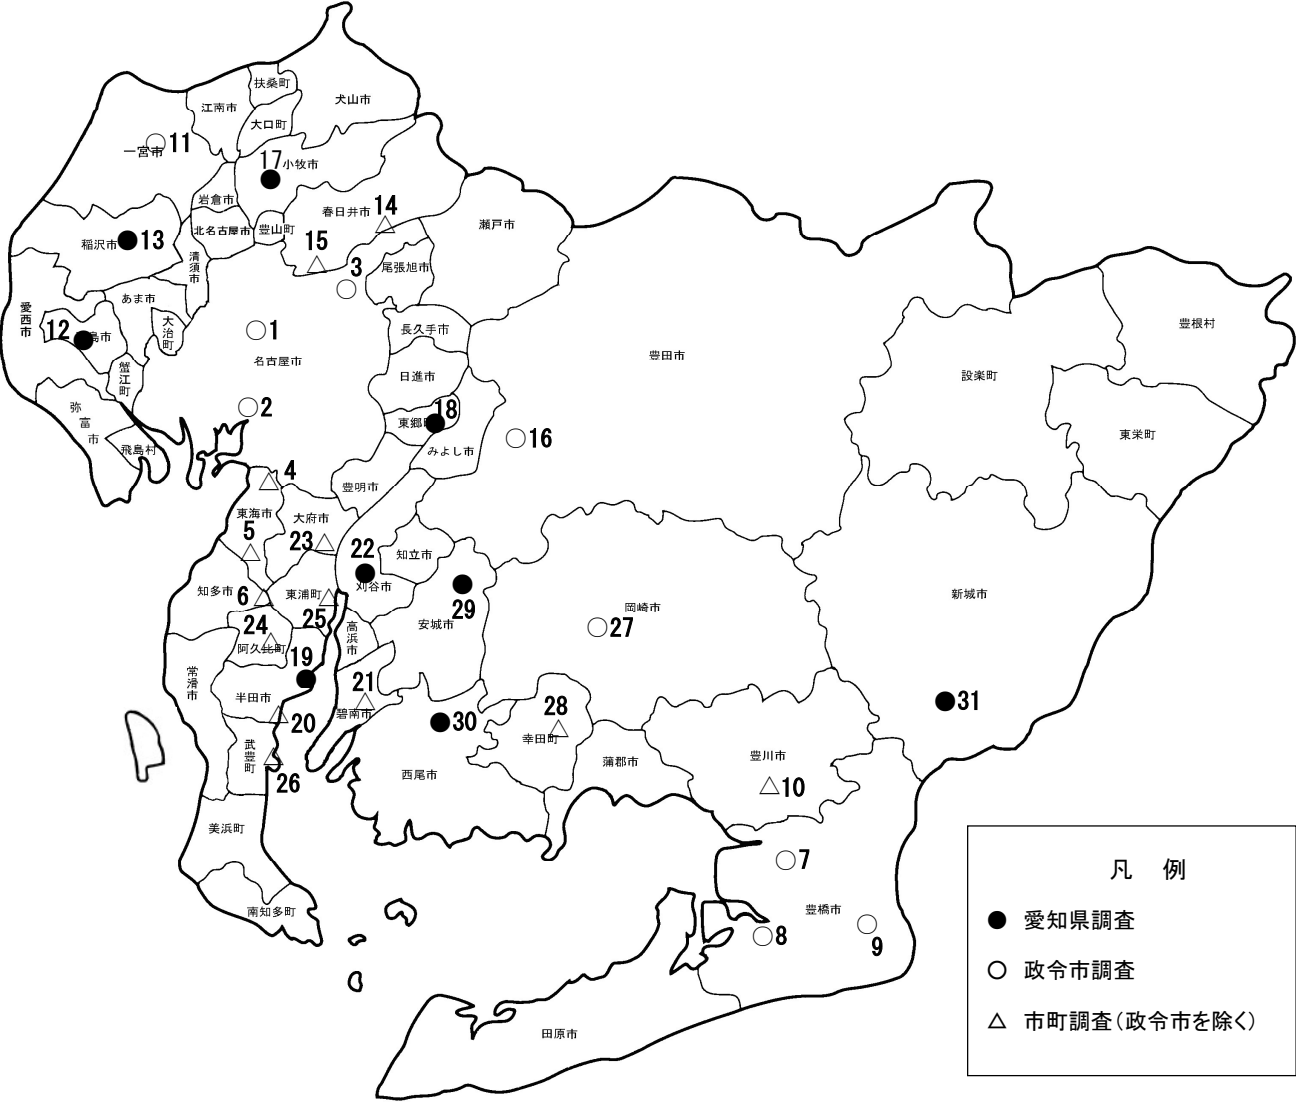 扶桑町
犬山市
江南市
大口町
一宮市
11
17
小牧市
岩倉市
春日井市
14
瀬戸市
北名古屋市
豊山町
稲沢市
13
15
3
尾張旭市
清須市
あま市
愛西市
12
島市
大治町
1
名古屋市
長久手市
豊田市
設楽町
豊根村
日進市
蟹江町
弥富市
飛島村
2
東郷町
18
みよし市
16
東栄町
4
豊明市
東海市
5
大府市
23
22
知立市
刈谷市
29
知多市
6
東浦町
25
24
阿久比町
高浜市
安城市
岡崎市
27
新城市
19
常滑市
半田市
20
21
碧南市
30
28
幸田町
31
武豊町
26
西尾市
蒲郡市
豊川市
10
美浜町
南知多町
7
豊橋市
8
9
田原市
凡 例
● 愛知県調査
○ 政令市調査
△ 市町調査(政令市を除く)